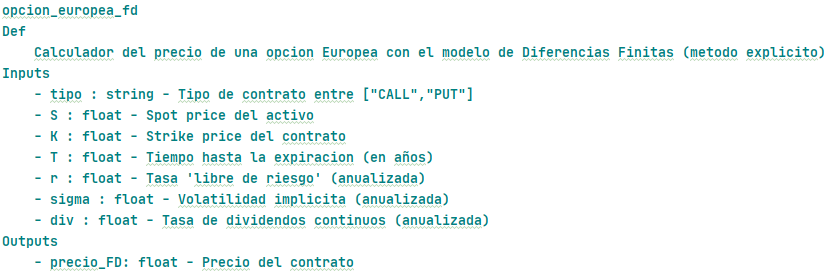 opcion_europea_fd
Def
    Calculador del precio de una opcion Europea con el modelo de Diferencias Finitas (metodo explicito)
Inputs
    - tipo : string - Tipo de contrato entre ["CALL","PUT"]
    - S : float - Spot price del activo
    - K : float - Strike price del contrato
    - T : float - Tiempo hasta la expiracion (en años)
    - r : float - Tasa 'libre de riesgo' (anualizada)
    - sigma : float - Volatilidad implicita (anualizada)
    - div : float - Tasa de dividendos continuos (anualizada)
Outputs
    - precio_FD: float - Precio del contrato